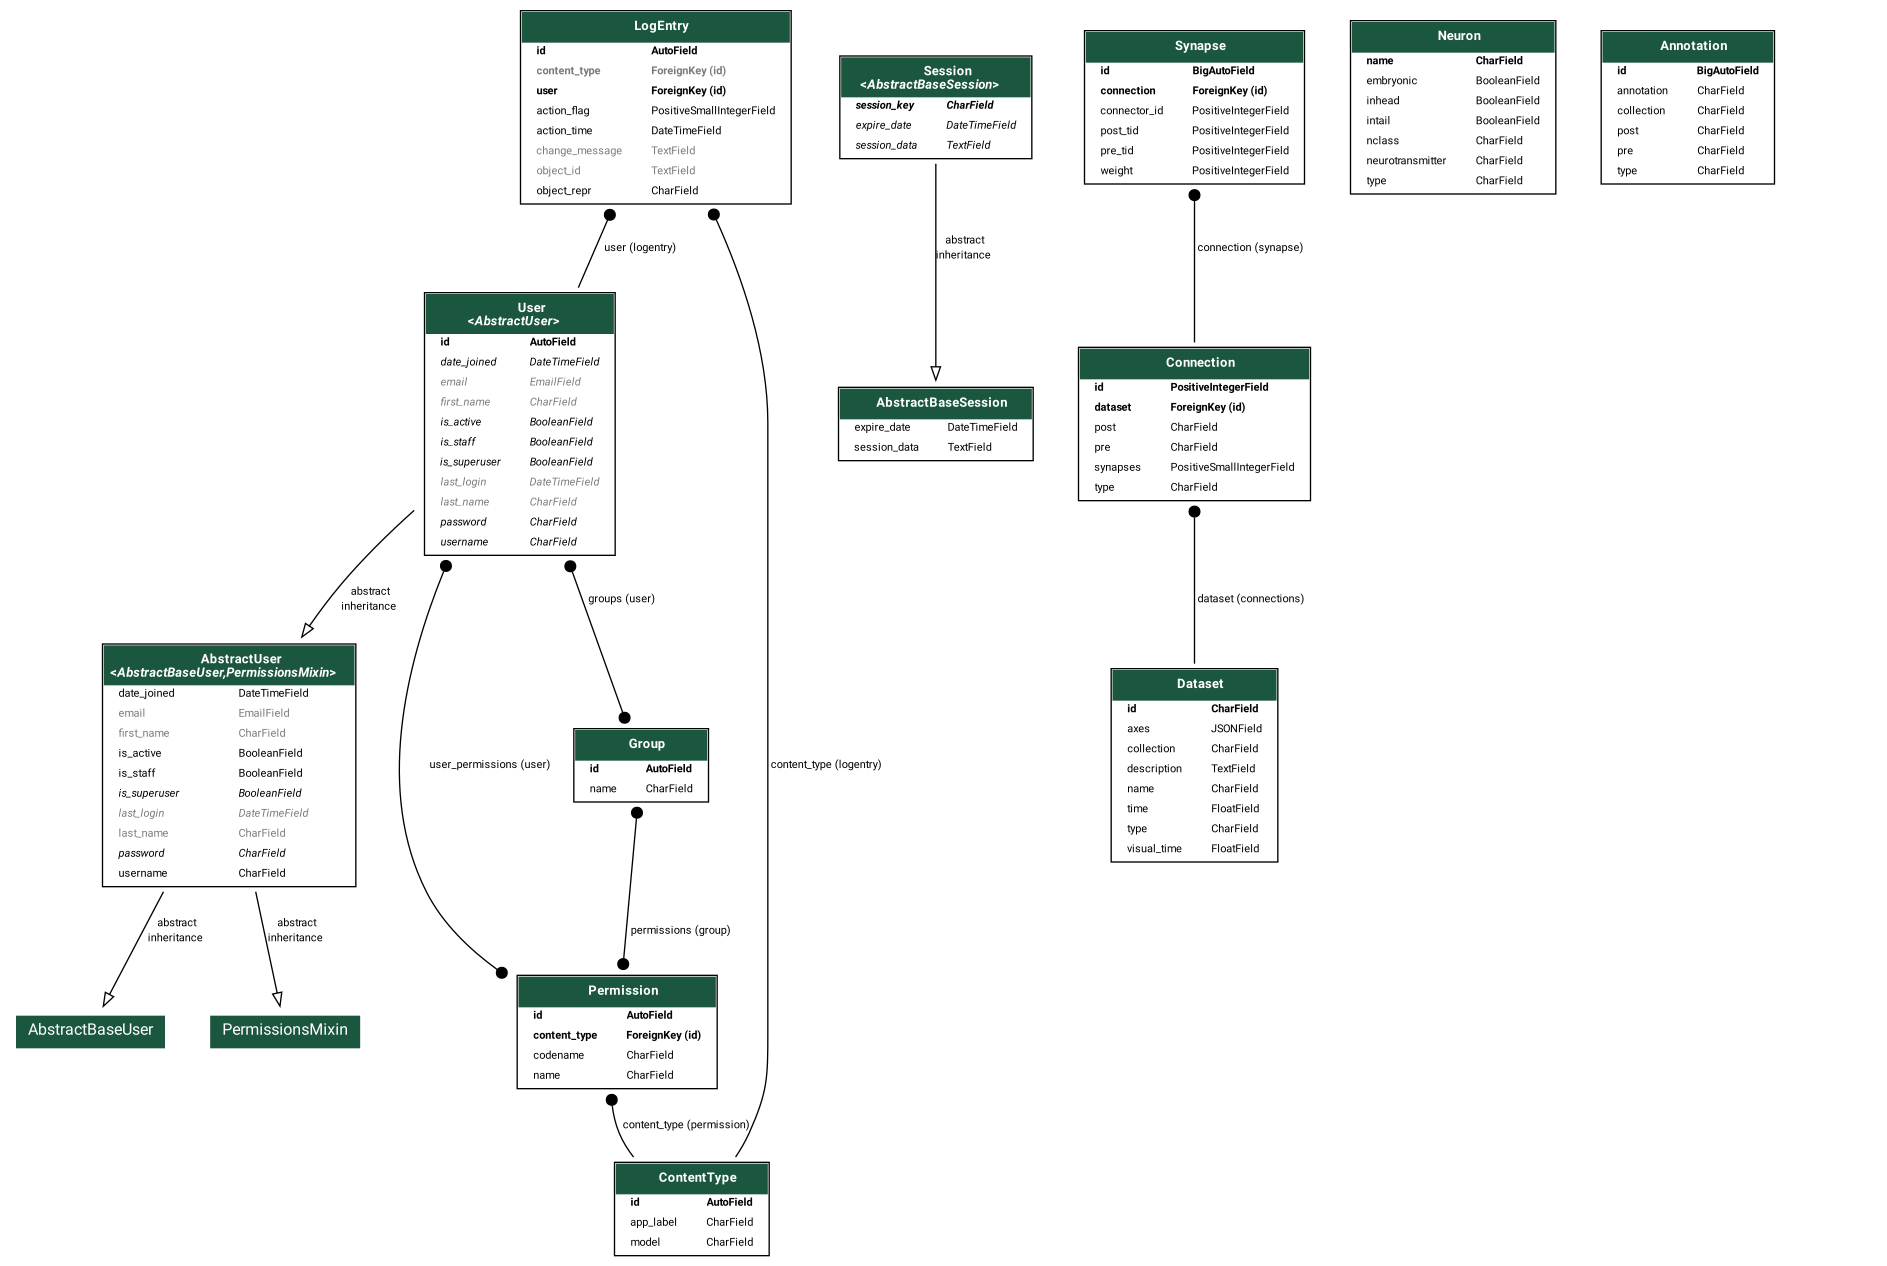 LogEntry
id AutoField
content_type ForeignKey (id)
user ForeignKey (id)
action_flag PositiveSmallIntegerField
action_time DateTimeField
change_message TextField
object_id TextField
object_repr CharField
Session
<AbstractBaseSession>
session_key CharField
expire_date DateTimeField
session_data TextField
Synapse
id BigAutoField
connection ForeignKey (id)
connector_id PositiveIntegerField
post_tid PositiveIntegerField
pre_tid PositiveIntegerField
weight PositiveIntegerField
Neuron
name CharField
embryonic BooleanField
inhead BooleanField
intail BooleanField
nclass CharField
neurotransmitter CharField
type CharField
Annotation
id BigAutoField
annotation CharField
collection CharField
post CharField
pre CharField
type CharField
user (logentry)
abstract
inheritance
connection (synapse)
User
<AbstractUser>
id AutoField
date_joined DateTimeField
email EmailField
first_name CharField
is_active BooleanField
is_staff BooleanField
is_superuser BooleanField
last_login DateTimeField
last_name CharField
password CharField
username CharField
AbstractBaseSession
expire_date DateTimeField
session_data TextField
Connection
id PositiveIntegerField
dataset ForeignKey (id)
post CharField
pre CharField
synapses PositiveSmallIntegerField
type CharField
abstract
inheritance
groups (user)
dataset (connections)
AbstractUser
<AbstractBaseUser,PermissionsMixin>
date_joined DateTimeField
email EmailField
first_name CharField
is_active BooleanField
is_staff BooleanField
is_superuser BooleanField
last_login DateTimeField
last_name CharField
password CharField
username CharField
user_permissions (user)
Group
id AutoField
name CharField
content_type (logentry)
Dataset
id CharField
axes JSONField
collection CharField
description TextField
name CharField
time FloatField
type CharField
visual_time FloatField
abstract
inheritance
abstract
inheritance
permissions (group)
AbstractBaseUser
PermissionsMixin
Permission
id AutoField
content_type ForeignKey (id)
codename CharField
name CharField
content_type (permission)
ContentType
id AutoField
app_label CharField
model CharField